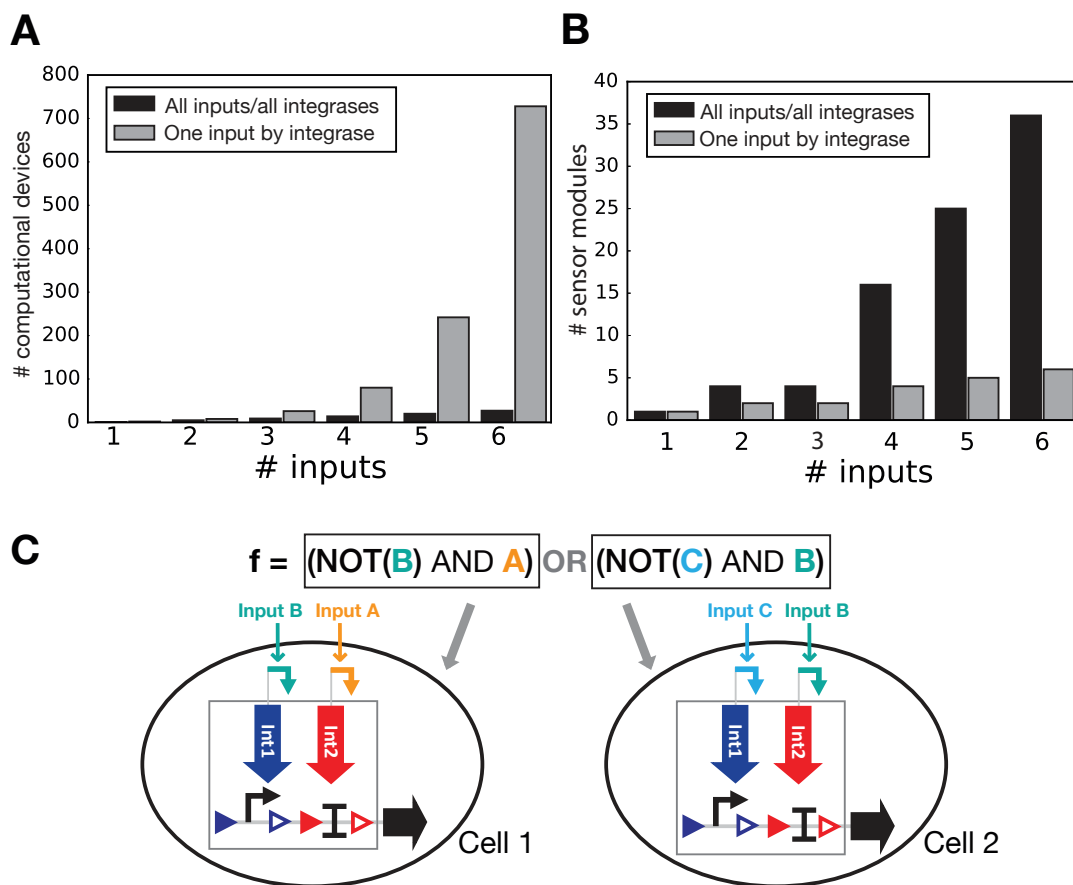 A
800
700
600
500
400
300
200
100
0
# computational devices
All inputs/all integrases
One input by integrase
1 2 3 4 5 6
# inputs
B
40
35
30
25
20
15
10
5
0
# sensor modules
All inputs/all integrases
One input by integrase
1 2 3 4 5 6
# inputs
C
f = (NOT(B) AND A) OR (NOT(C) AND B)
Input B Input A
Int1 Int2
Cell 1
Input C Input B
Int1 Int2
Cell 2